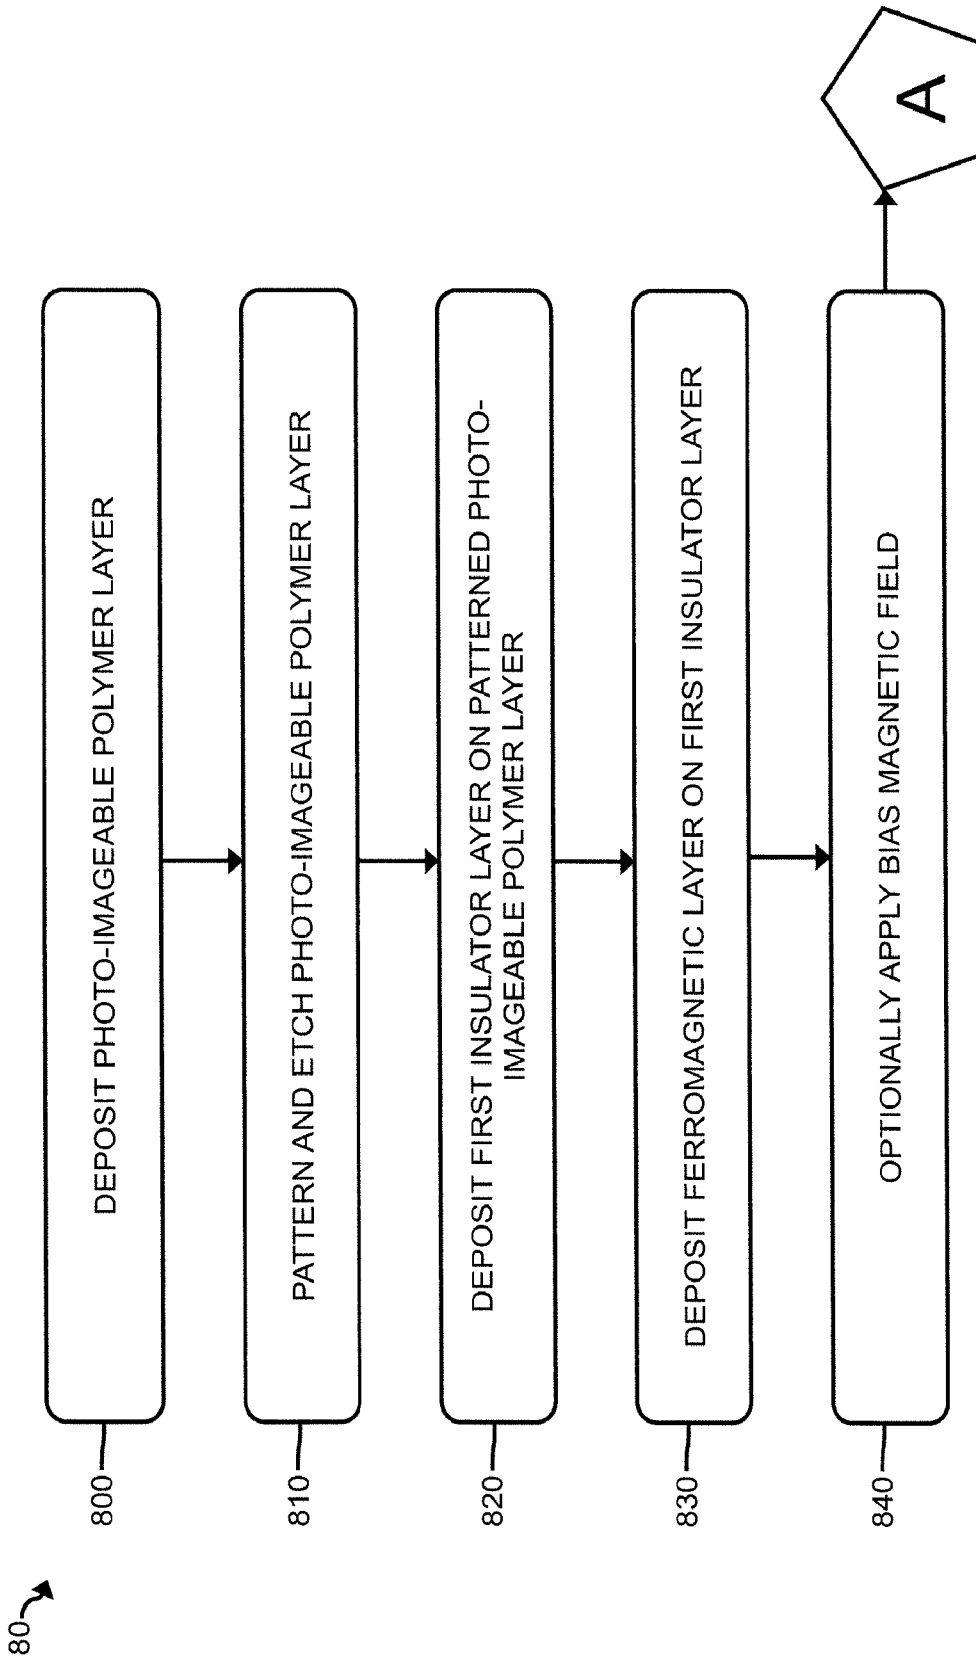 80
800
DEPOSIT PHOTO-IMAGEABLE POLYMER LAYER
810
PATTERN AND ETCH PHOTO-IMAGEABLE POLYMER LAYER
820
DEPOSIT FIRST INSULATOR LAYER ON PATTERNED PHOTO-
IMAGEABLE POLYMER LAYER
830
DEPOSIT FERROMAGNETIC LAYER ON FIRST INSULATOR LAYER
840
OPTIONALLY APPLY BIAS MAGNETIC FIELD
A